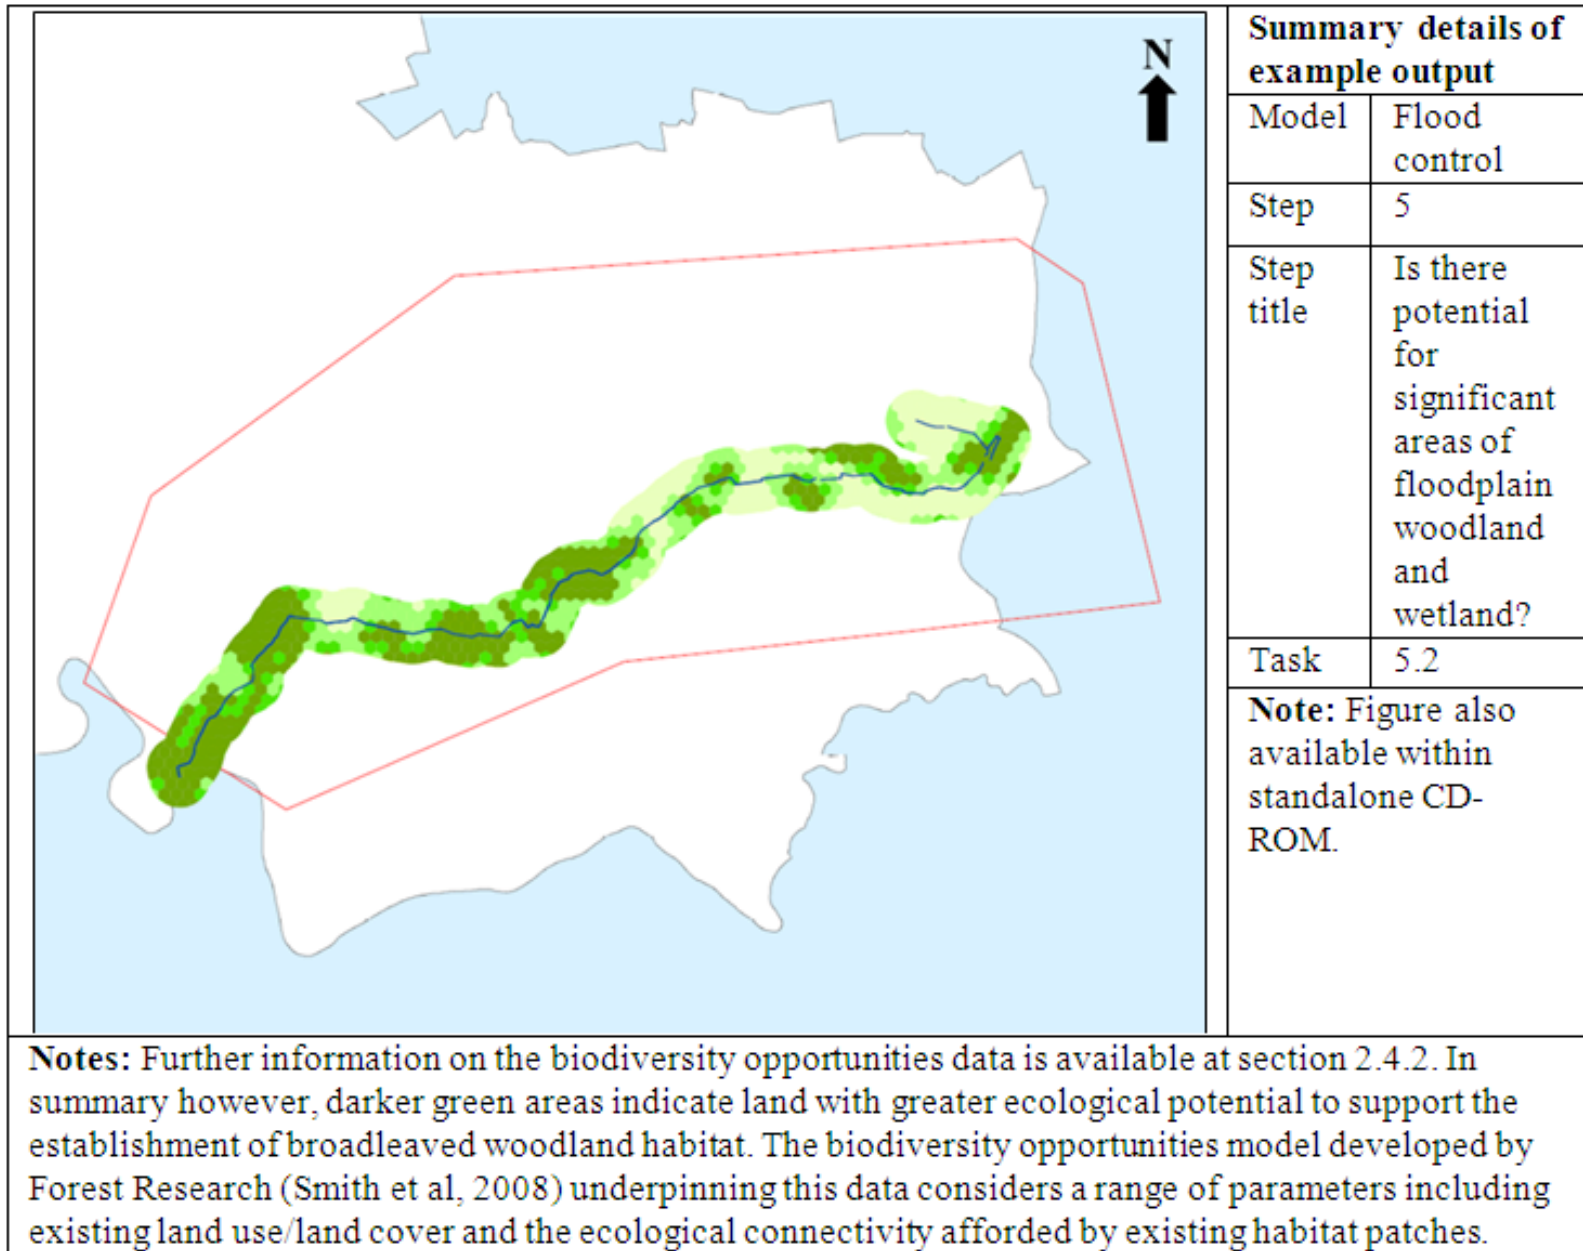 N
Summary details of
example output
Model
Flood
control
Step
5
Step
title
Is there
potential
for
significant
areas of
floodplain
woodland
and
wetland?
Task
5.2
Note: Figure also
available within
standalone CD-
ROM.
Notes: Further information on the biodiversity opportunities data is available at section 2.4.2. In
summary however, darker green areas indicate land with greater ecological potential to support the
establishment of broadleaved woodland habitat. The biodiversity opportunities model developed by
Forest Research (Smith et al, 2008) underpinning this data considers a range of parameters including
existing land use/land cover and the ecological connectivity afforded by existing habitat patches.